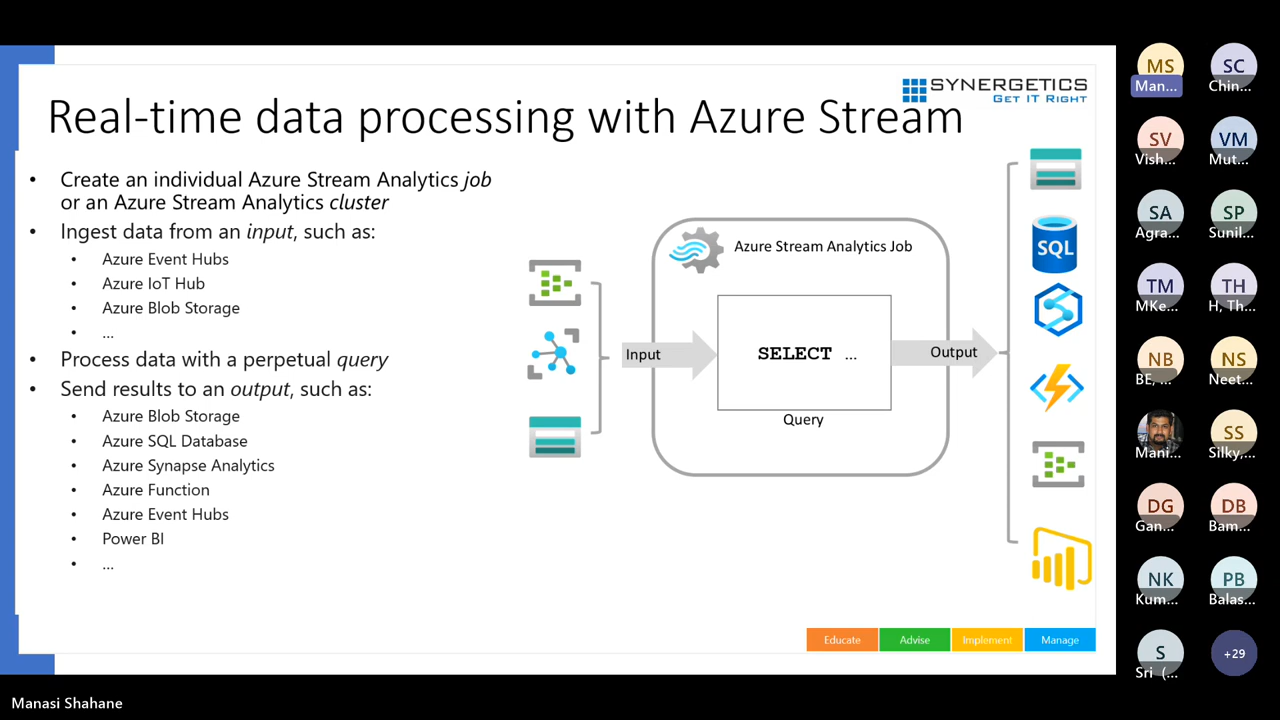 SYNERGETICS
GET IT RIGHT
Real-time data processing with Azure Stream
• Create an individual Azure Stream Analytics job
or an Azure Stream Analytics cluster
• Ingest data from an input, such as:
• Azure Event Hubs
• Azure IoT Hub
• Azure Blob Storage
• ...
• Process data with a perpetual query
• Send results to an output, such as:
• Azure Blob Storage
• Azure SQL Database
• Azure Synapse Analytics
• Azure Function
• Azure Event Hubs
• Power BI
• ...
Azure Stream Analytics Job
Input
SELECT ...
Query
Output
SQL
Educate
Advise
Implement
Manage
MS
Man...
SC
Chin...
SV
Vish...
VM
Mut...
SA
Agra...
SP
Sunil...
TM
MKe...
TH
H, Th...
NB
BE, ...
NS
Neet...
Mani...
SS
Silky,...
DG
Gan...
DB
Bam...
NK
Kum...
PB
Balas...
S
Sri (...
+29
Manasi Shahane